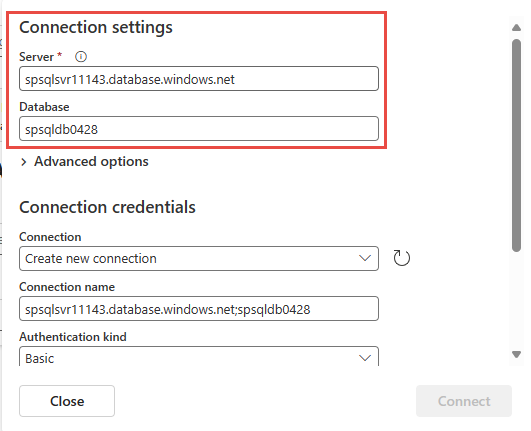 Connection settings
Server *
spsqlsvr11143.database.windows.net
Database
spsqldb0428
Advanced options
Connection credentials
Connection
Create new connection
Connection name
spsqlsvr11143.database.windows.net;spsqldb0428
Authentication kind
Basic
Close
Connect